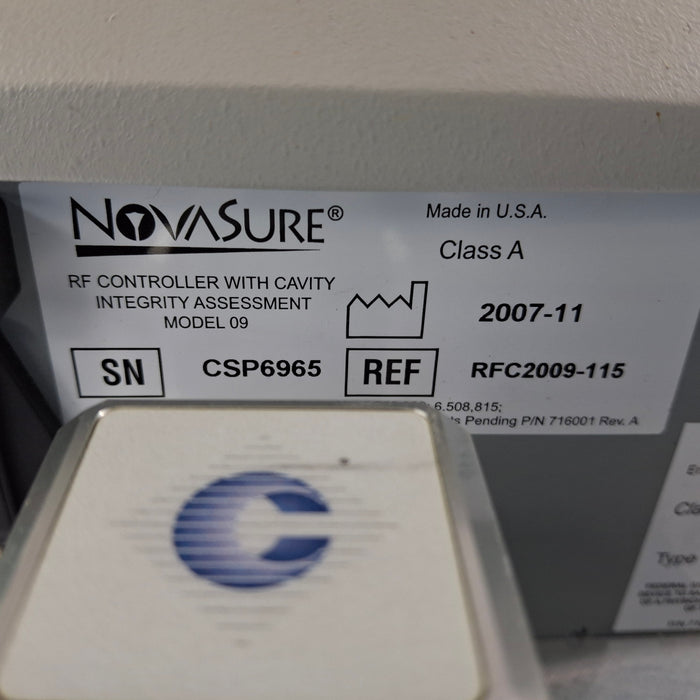 NOVASURE®
Made in U.S.A.
Class A
RF CONTROLLER WITH CAVITY
INTEGRITY ASSESSMENT
MODEL 09
2007-11
SN CSP6965 REF RFC2009-115
6,508,815;
Pending P/N 716001 Rev. A
Type